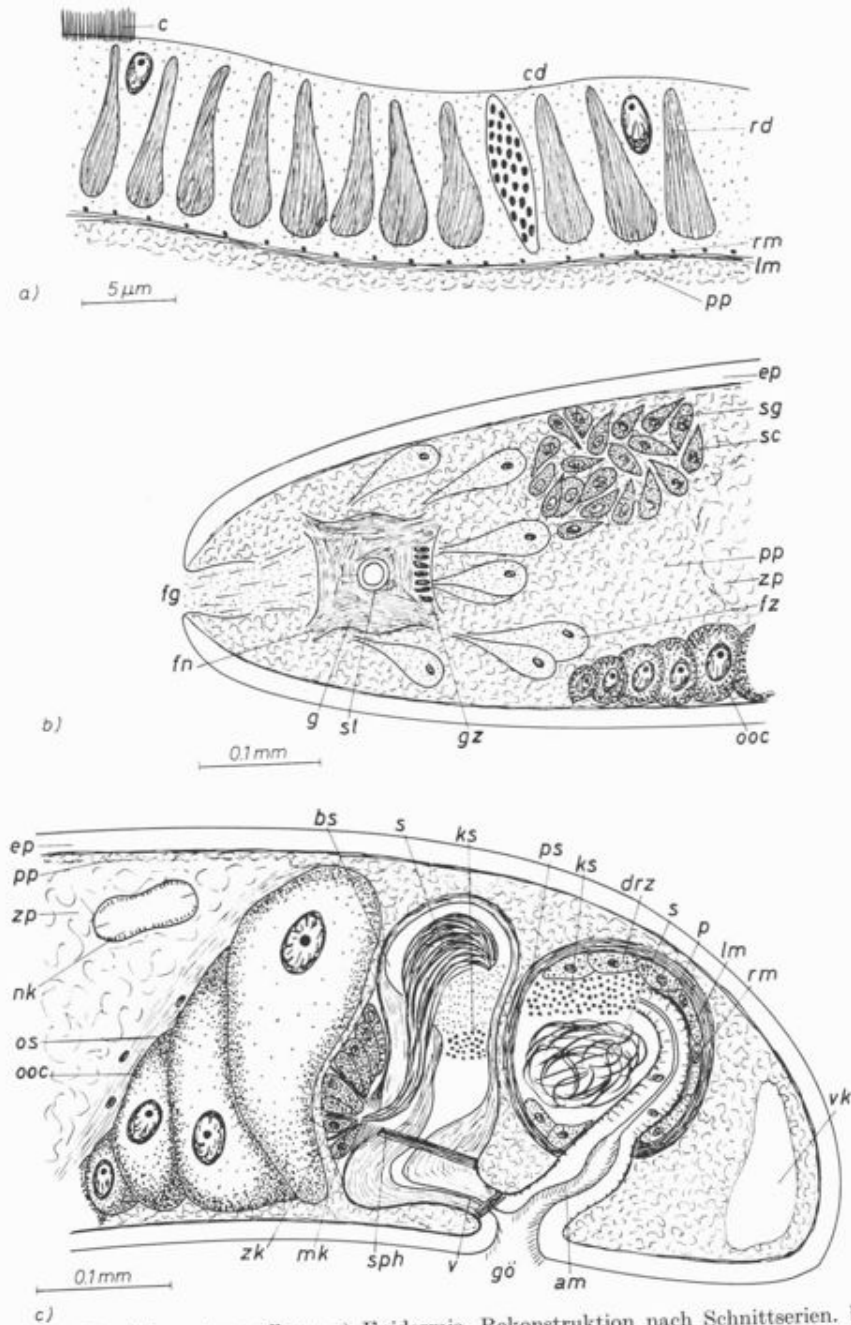 c
cd
rd
rm
lm
pp
a)
5 µm
ep
sg
sc
pp
zp
fz
fg
fn
g
sl
gz
ooc
b)
0.1 mm
bs
s
ks
ps
ks
drz
s
p
lm
rm
ep
pp
zp
nk
os
ooc
vk
zk
mk
sph
v
gö
am
0.1 mm
c)
Epidermis. Rekonstruktion nach Schnittserien.